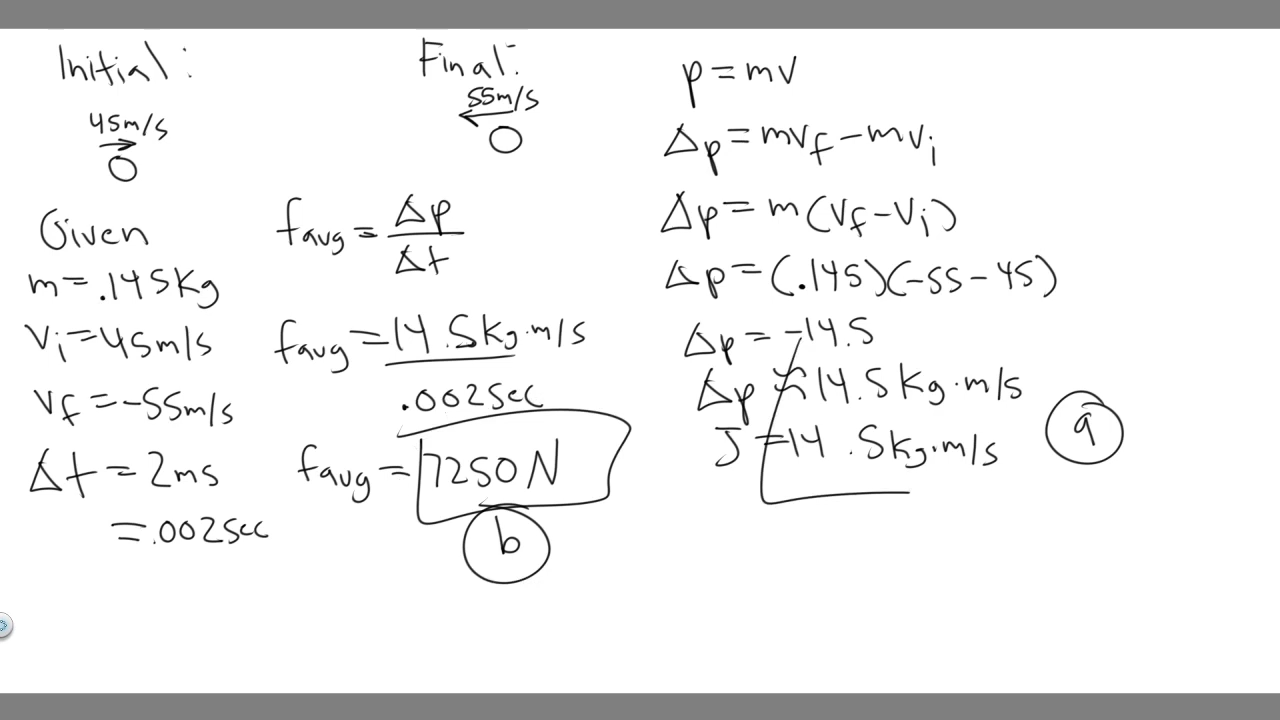 Initial:
45m/s
Final:
55m/s
Given
m=.145Kg
Vi=45m/s
Vf=-55m/s
Δt=2ms
=.002sec
favg=Δp/Δt
favg=14.5Kg·m/s
.002sec
favg=7250N
b
p=mv
Δp=mvf-mvi
Δp=m(Vf-Vi)
Δp=(.145)(-55-45)
Δp=-14.5
Δp≈14.5Kg·m/s
J=14.5kg·m/s
a